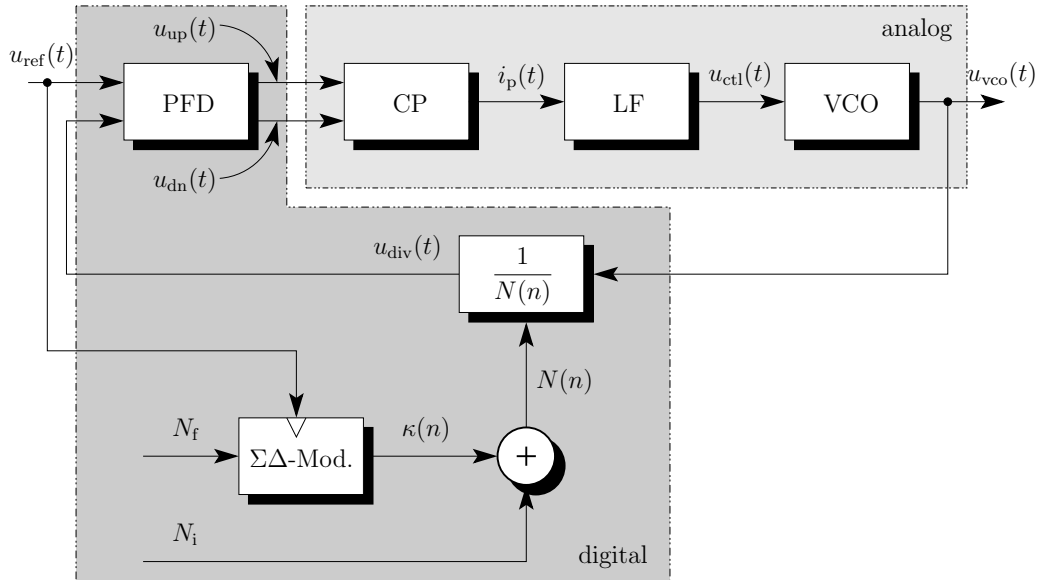 u_up(t)
analog
u_ref(t)
i_p(t)
u_ctl(t)
u_vco(t)
PFD
CP
LF
VCO
u_dn(t)
u_div(t)
1
N(n)
N(n)
N_f
κ(n)
ΣΔ-Mod.
+
N_i
digital